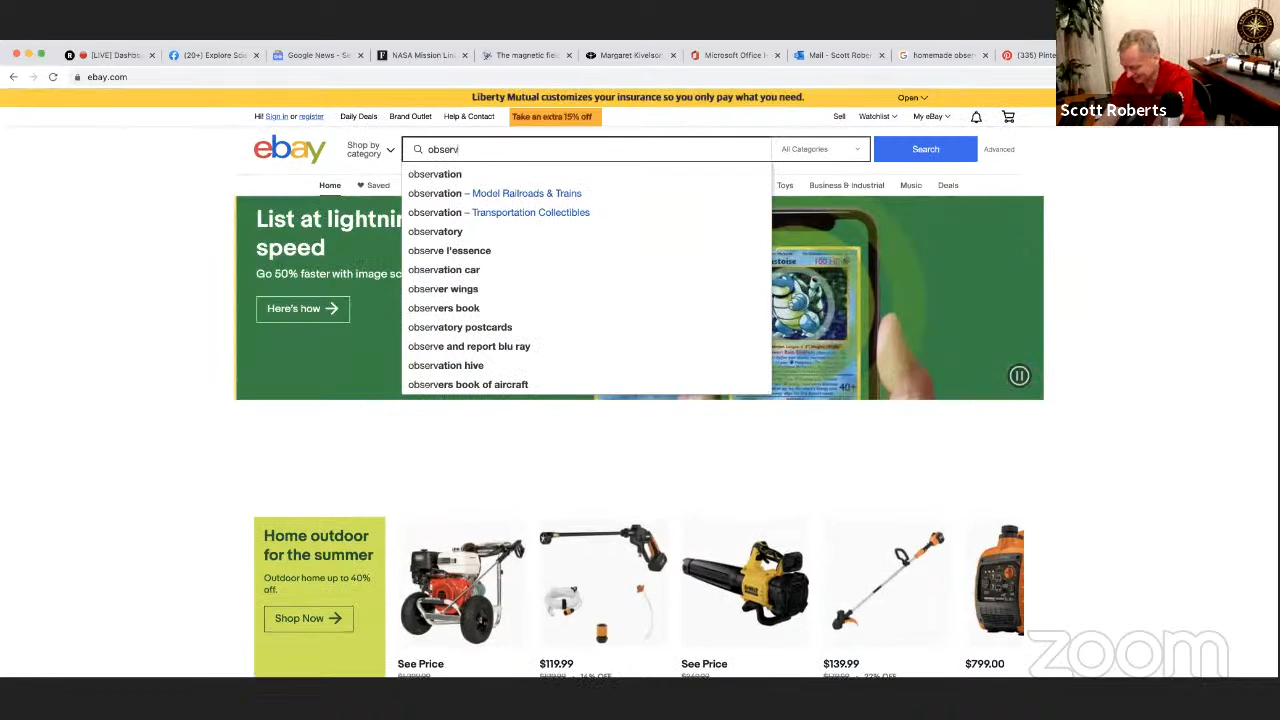 [LIVE] Dashbo
(20+) Explore Scie
Google News - Se
NASA Mission Lin
The magnetic field
Margaret Kivelson
Microsoft Office H
Mail - Scott Rober
homemade obser
(335) Pinte
ebay.com
Scott Roberts
Liberty Mutual customizes your insurance so you only pay what you need.
Open
Hi! Sign in or register
Daily Deals
Brand Outlet
Help & Contact
Take an extra 15% off
Sell
Watchlist
My eBay
ebay
Shop by
category
observ
All Categories
Search
Advanced
Home
Saved
Toys
Business & Industrial
Music
Deals
observation
observation – Model Railroads & Trains
observation – Transportation Collectibles
observatory
observe l'essence
observation car
observer wings
observers book
observatory postcards
observe and report blu ray
observation hive
observers book of aircraft
List at lightnin
speed
Go 50% faster with image sc
Here's how
Home outdoor
for the summer
Outdoor home up to 40%
off.
Shop Now
See Price
$119.99
See Price
$139.99
$799.00
zoom